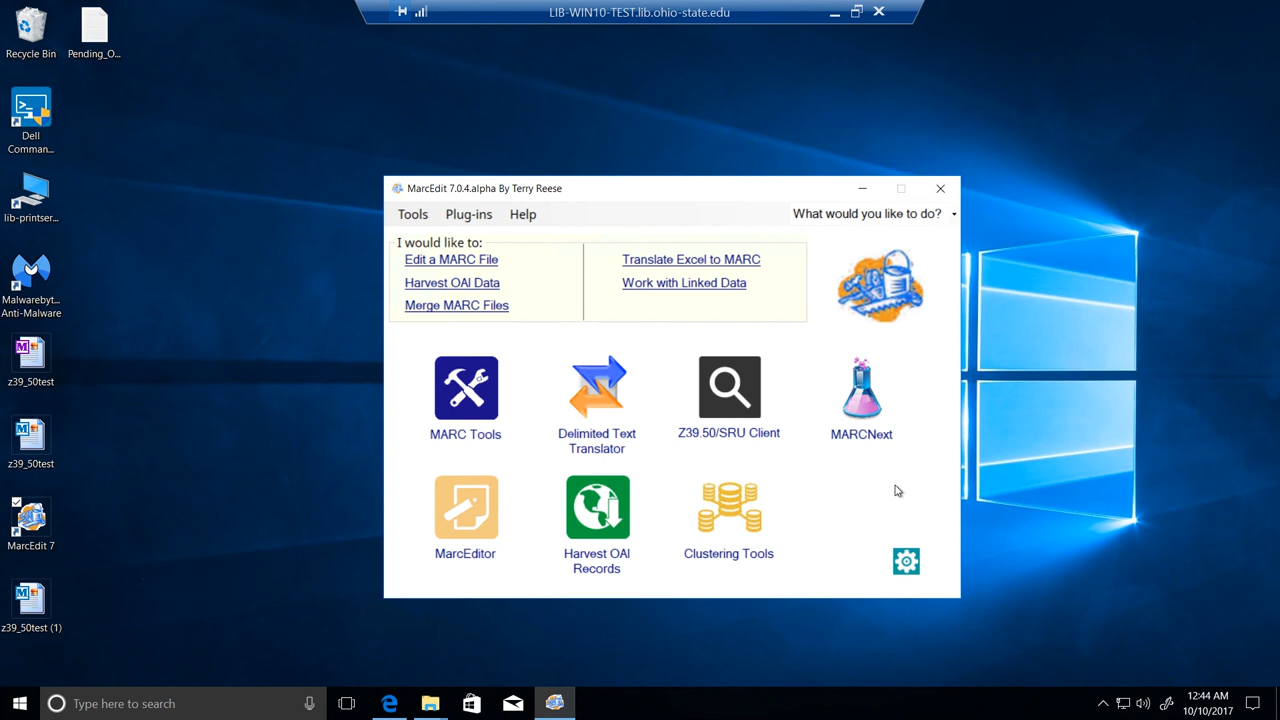 LIB-WIN10-TEST.lib.ohio-state.edu
Recycle Bin
Pending_O...
Dell
Comman...
lib-printser...
Malwarebyt...
Anti-Malware
z39_50test
z39_50test
MarcEdit 7
z39_50test (1)
MarcEdit 7.0.4.alpha By Terry Reese
Tools Plug-ins Help
What would you like to do?
I would like to:
Edit a MARC File
Harvest OAI Data
Merge MARC Files
Translate Excel to MARC
Work with Linked Data
MARC Tools
Delimited Text
Translator
Z39.50/SRU Client
MARCNext
MarcEditor
Harvest OAI
Records
Clustering Tools
Type here to search
12:44 AM
10/10/2017